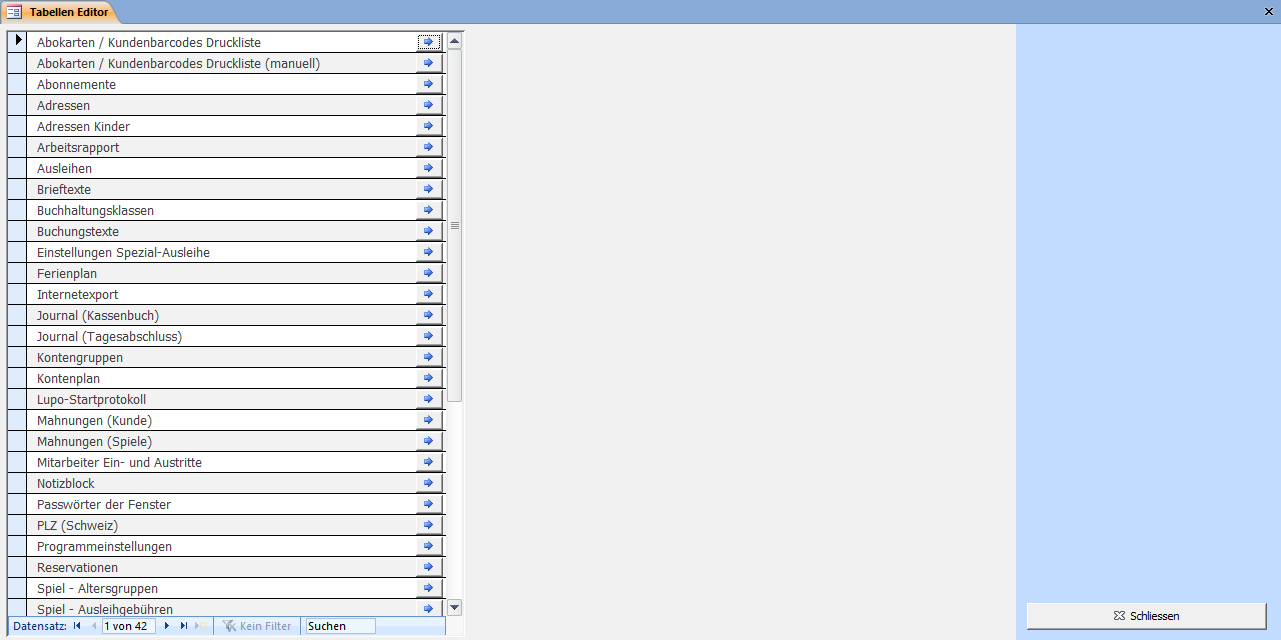 Tabellen Editor
Abokarten / Kundenbarcodes Druckliste
Abokarten / Kundenbarcodes Druckliste (manuell)
Abonnemente
Adressen
Adressen Kinder
Arbeitsrapport
Ausleihen
Brieftexte
Buchhaltungsklassen
Buchungstexte
Einstellungen Spezial-Ausleihe
Ferienplan
Internetexport
Journal (Kassenbuch)
Journal (Tagesabschluss)
Kontengruppen
Kontenplan
Lupo-Startprotokoll
Mahnungen (Kunde)
Mahnungen (Spiele)
Mitarbeiter Ein- und Austritte
Notizblock
Passwörter der Fenster
PLZ (Schweiz)
Programmeinstellungen
Reservationen
Spiel - Altersgruppen
Spiel - Ausleihgebühren
Datensatz: 1 von 42 Kein Filter Suchen
Schliessen